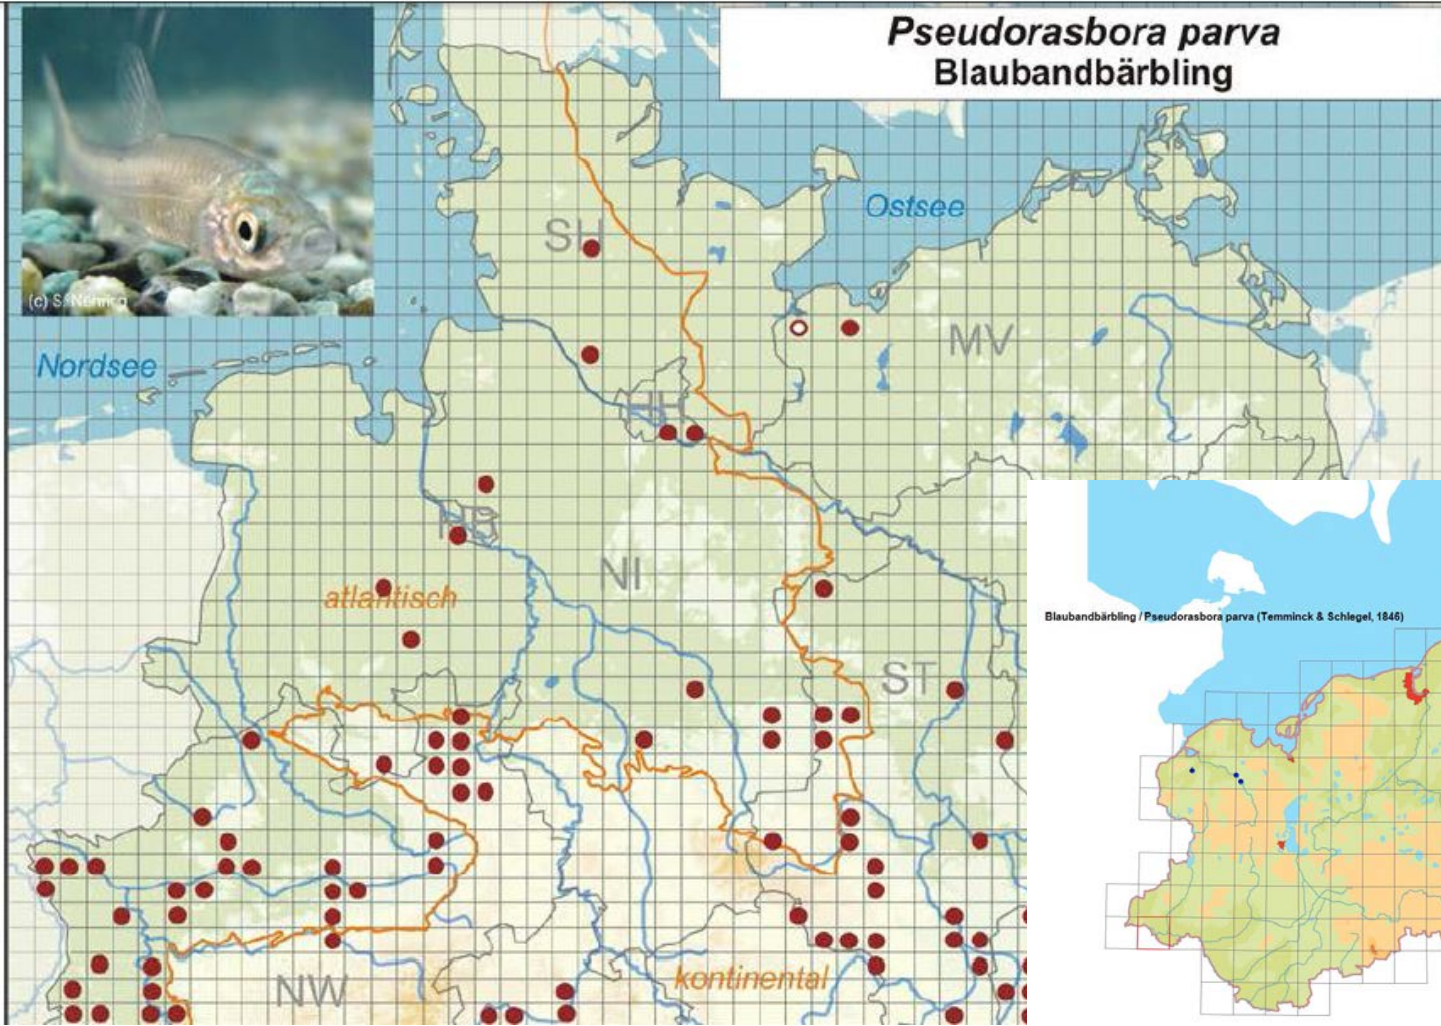 Pseudorasbora parva
Blaubandbärbling
(c) S. Nehring
SH
Ostsee
MV
Nordsee
HH
HB
NI
atlantisch
ST
Blaubandbärbling / Pseudorasbora parva (Temminck & Schlegel, 1846)
NW
kontinental